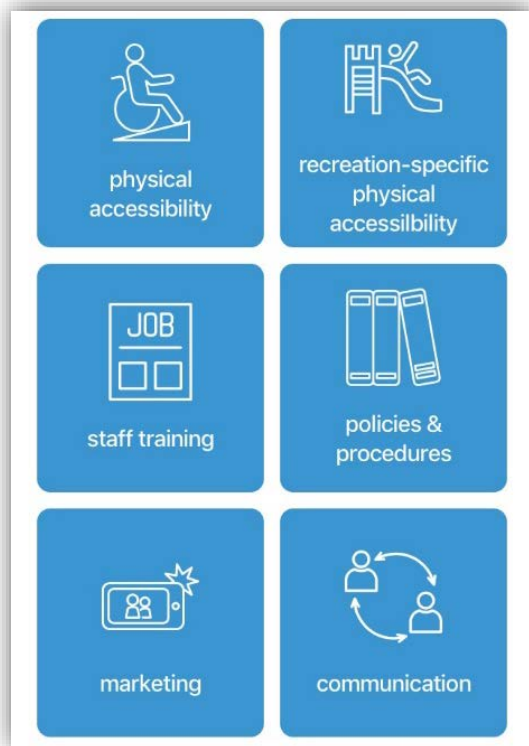 physical
accessibility
recreation-specific
physical
accessilbility
JOB
staff training
policies &
procedures
marketing
communication